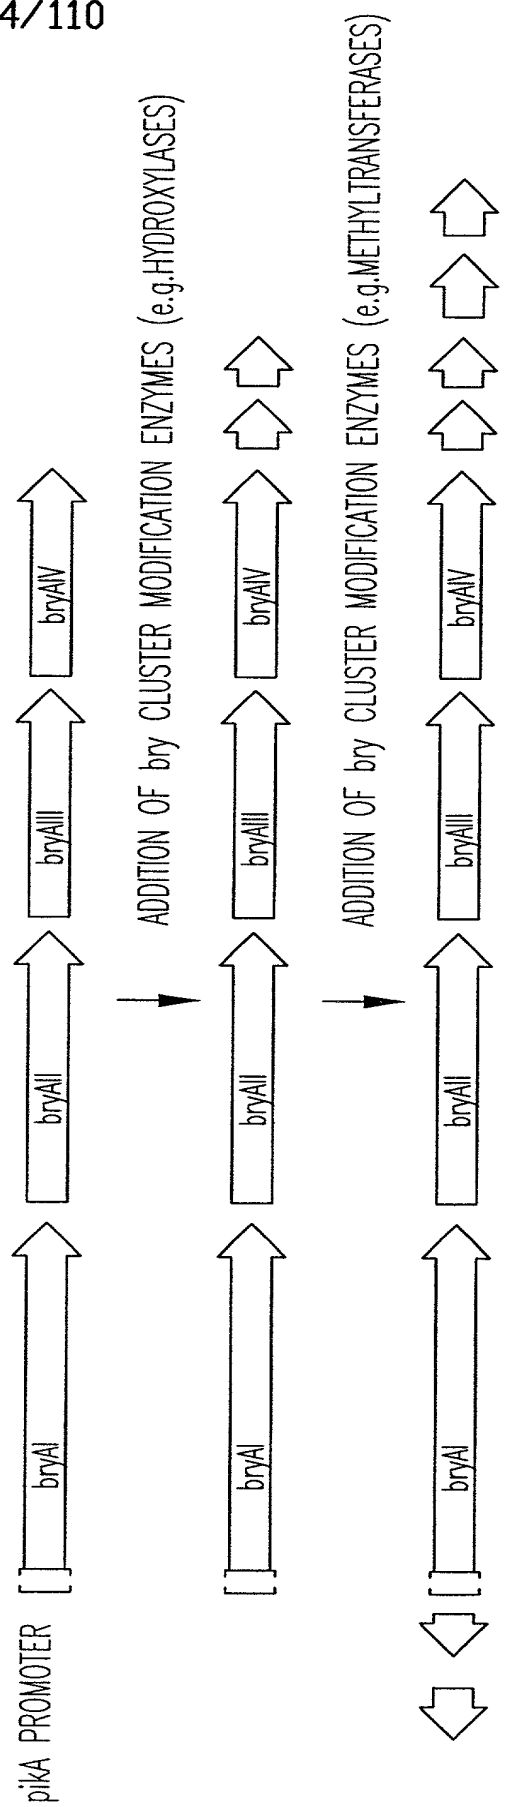 4/110
pikA PROMOTER
bryAI
bryAII
bryAIII
bryAIV
ADDITION OF bry CLUSTER MODIFICATION ENZYMES (e.g.HYDROXYLASES)
bryAI
bryAII
bryAIII
bryAIV
ADDITION OF bry CLUSTER MODIFICATION ENZYMES (e.g.METHYLTRANSFERASES)
bryAI
bryAII
bryAIII
bryAIV